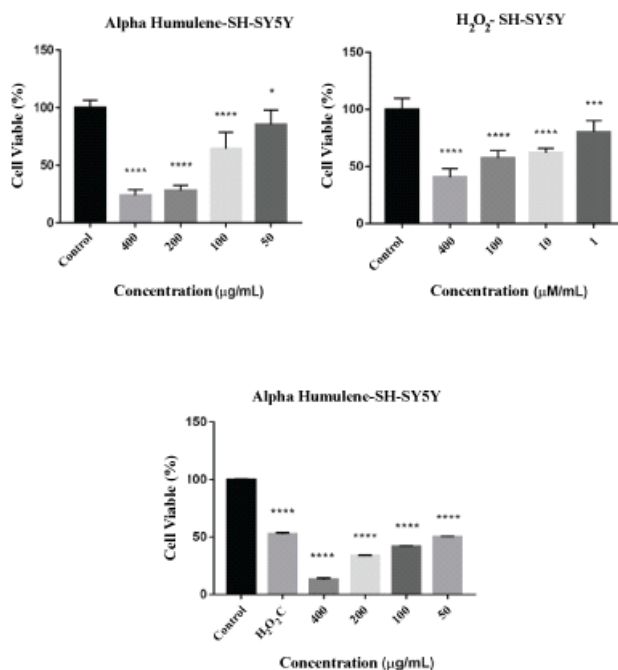 Alpha Humulene-SH-SY5Y
Cell Viable (%)
150
100
50
0
****
****
****
*
Control
400
200
100
50
Concentration (µg/mL)
H₂O₂- SH-SY5Y
Cell Viable (%)
150
100
50
0
****
****
****
***
Control
400
100
10
1
Concentration (µM/mL)
Alpha Humulene-SH-SY5Y
Cell Viable (%)
150
100
50
0
****
****
****
****
****
Control
H₂O₂C
400
200
100
50
Concentration (µg/mL)